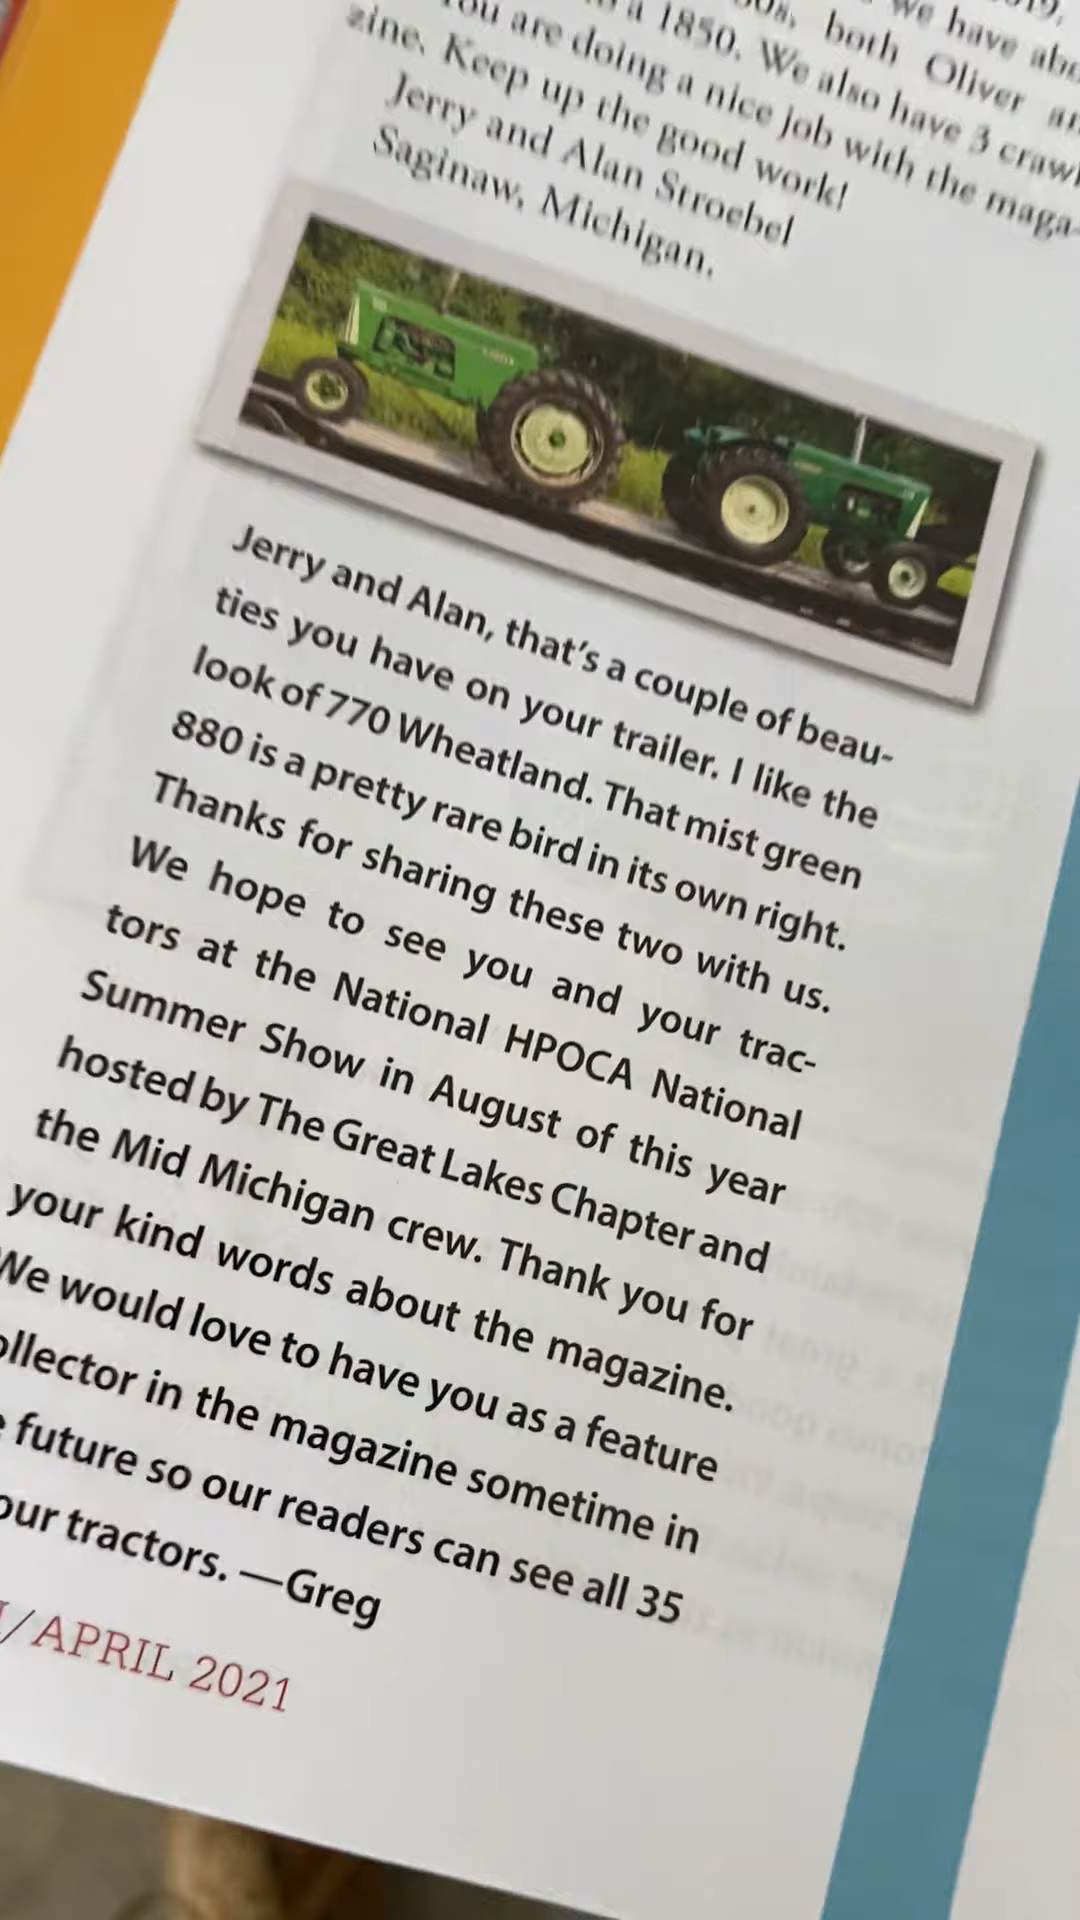 019,
we have abo
both Oliver an
a 1850. We also have 3 crawl
You are doing a nice job with the maga-
zine. Keep up the good work!
Jerry and Alan Stroebel
Saginaw, Michigan.
Jerry and Alan, that's a couple of beau-
ties you have on your trailer. I like the
look of 770 Wheatland. That mist green
880 is a pretty rare bird in its own right.
Thanks for sharing these two with us.
We hope to see you and your trac-
tors at the National HPOCA National
Summer Show in August of this year
hosted by The Great Lakes Chapter and
the Mid Michigan crew. Thank you for
your kind words about the magazine.
We would love to have you as a feature
ollector in the magazine sometime in
e future so our readers can see all 35
our tractors. —Greg
/APRIL 2021